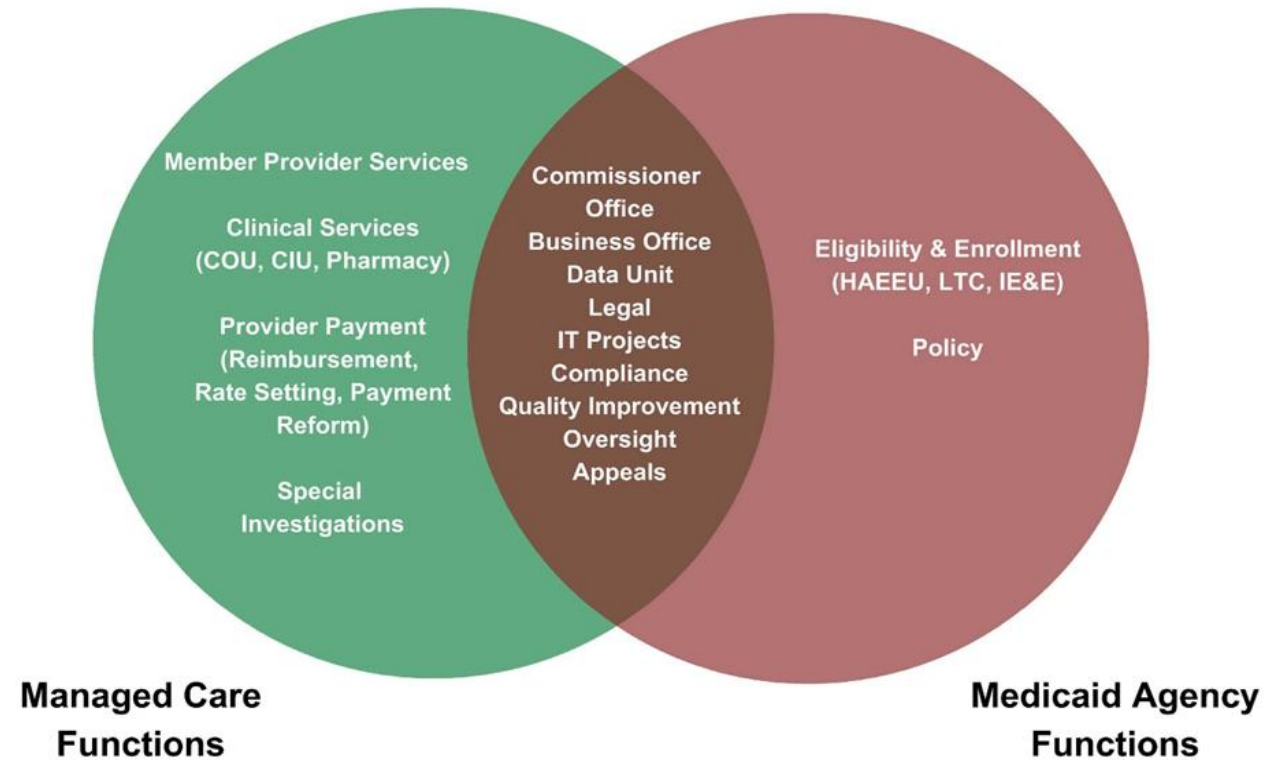 Member Provider Services
Clinical Services
(COU, CIU, Pharmacy)
Provider Payment
(Reimbursement,
Rate Setting, Payment
Reform)
Special
Investigations
Commissioner
Office
Business Office
Data Unit
Legal
IT Projects
Compliance
Quality Improvement
Oversight
Appeals
Eligibility & Enrollment
(HAEEU, LTC, IE&E)
Policy
Managed Care
Functions
Medicaid Agency
Functions